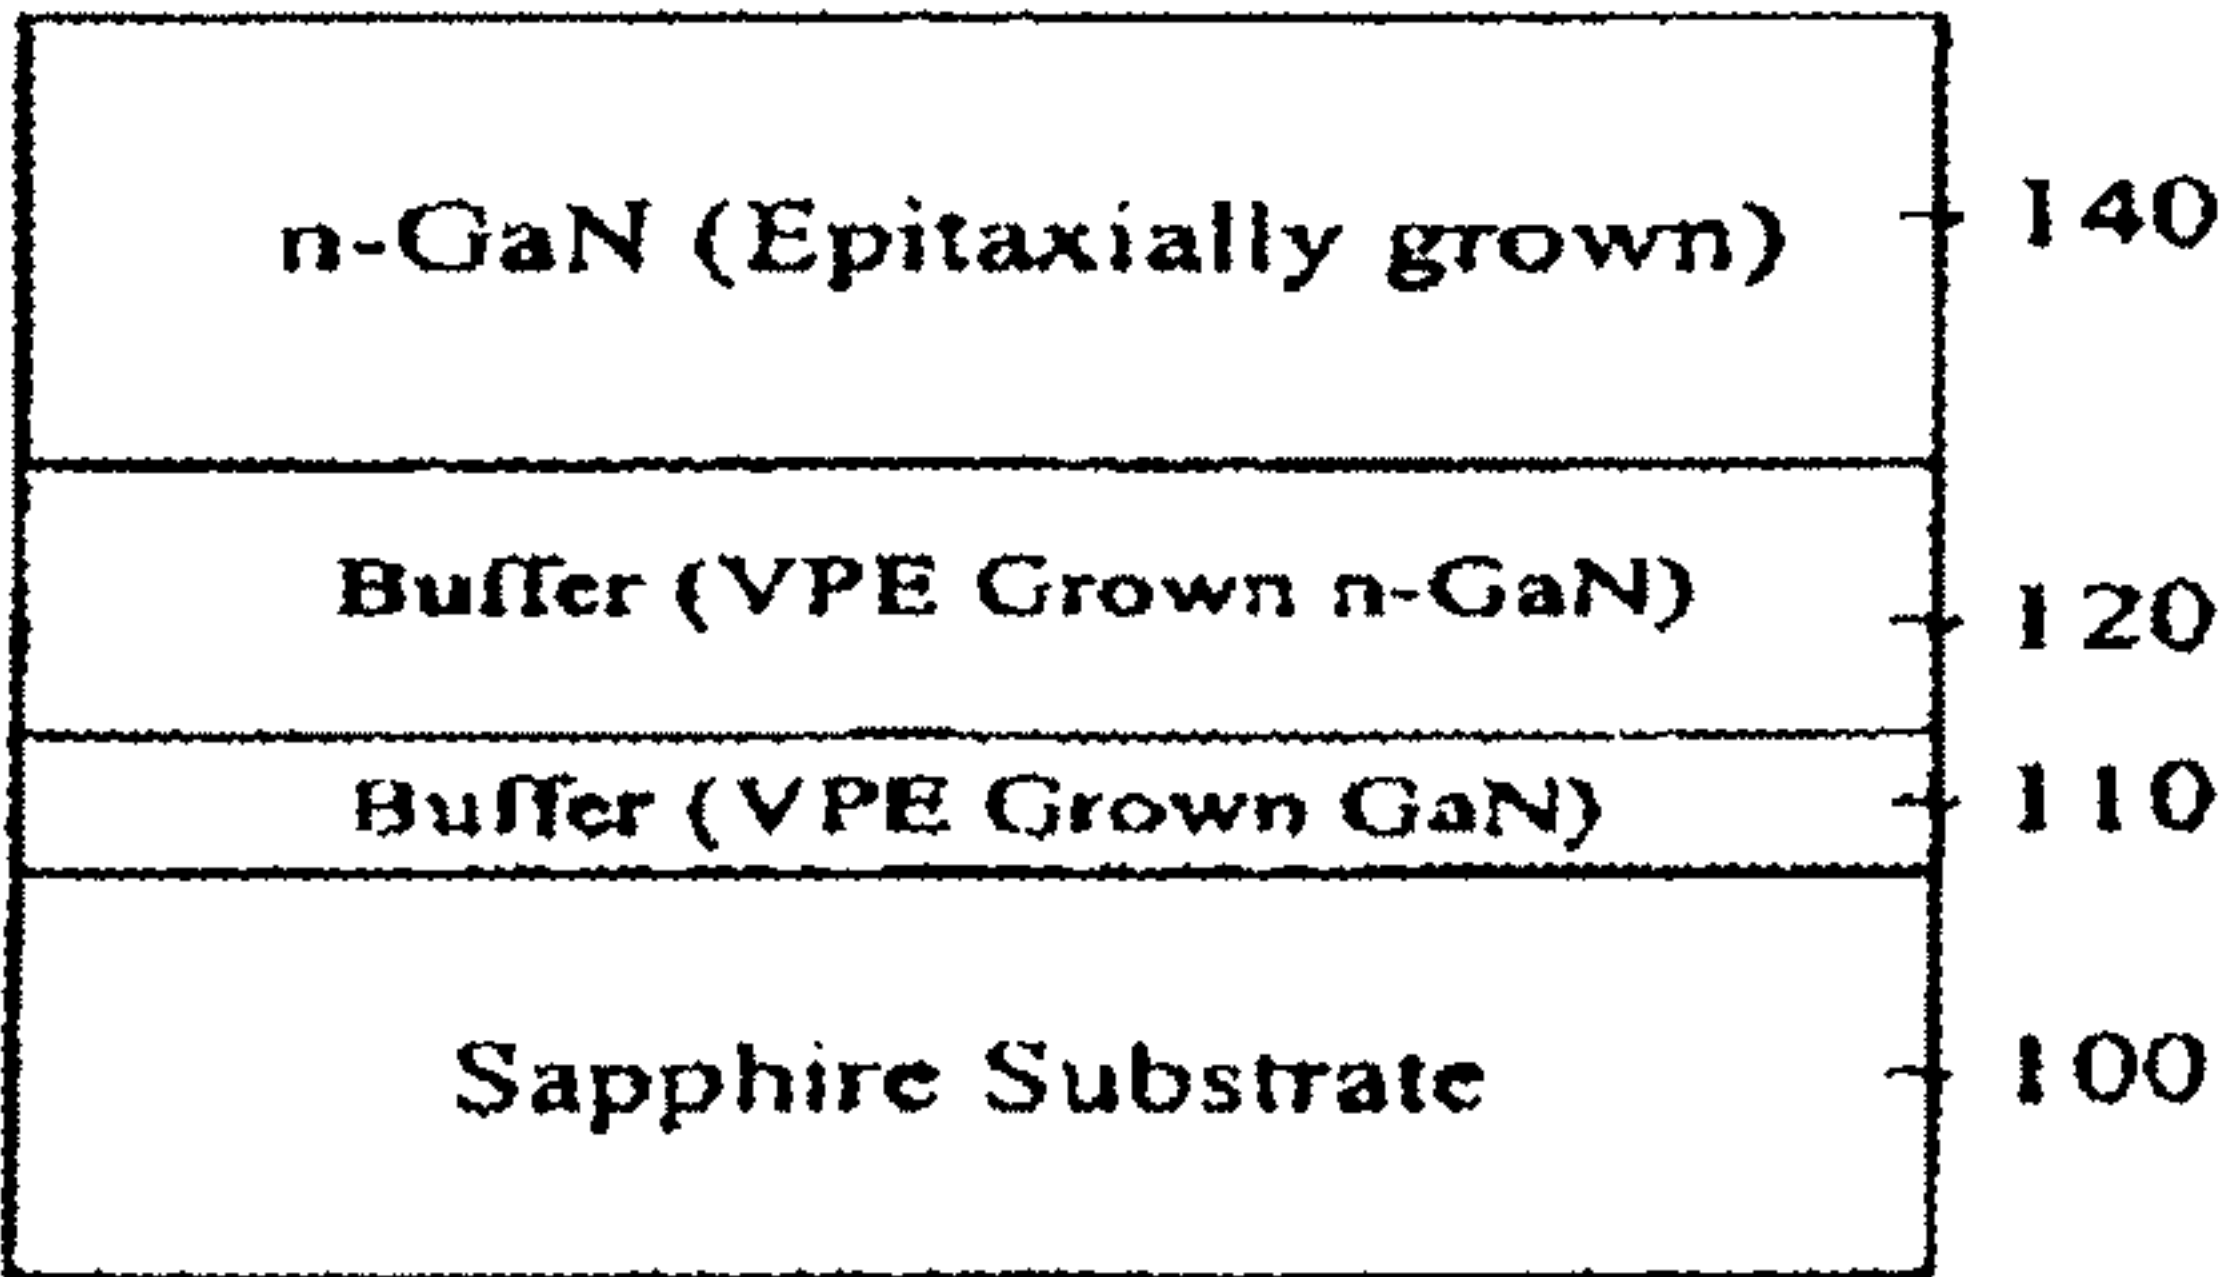 n-GaN (Epitaxially grown) 140
Buffer (VPE Grown n-GaN) 120
Buffer (VPE Grown GaN) 110
Sapphire Substrate 100